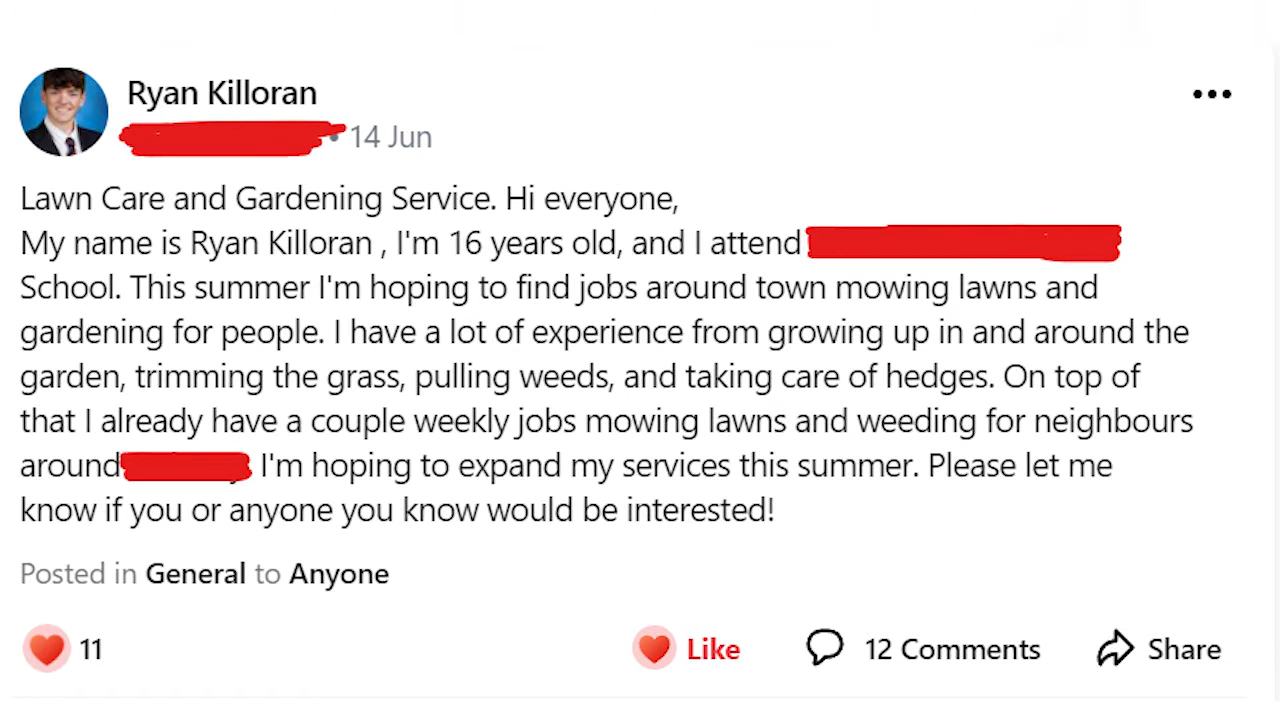 Ryan Killoran
• 14 Jun
Lawn Care and Gardening Service. Hi everyone,
My name is Ryan Killoran , I'm 16 years old, and I attend
School. This summer I'm hoping to find jobs around town mowing lawns and
gardening for people. I have a lot of experience from growing up in and around the
garden, trimming the grass, pulling weeds, and taking care of hedges. On top of
that I already have a couple weekly jobs mowing lawns and weeding for neighbours
around I'm hoping to expand my services this summer. Please let me
know if you or anyone you know would be interested!
Posted in General to Anyone
11 Like 12 Comments Share